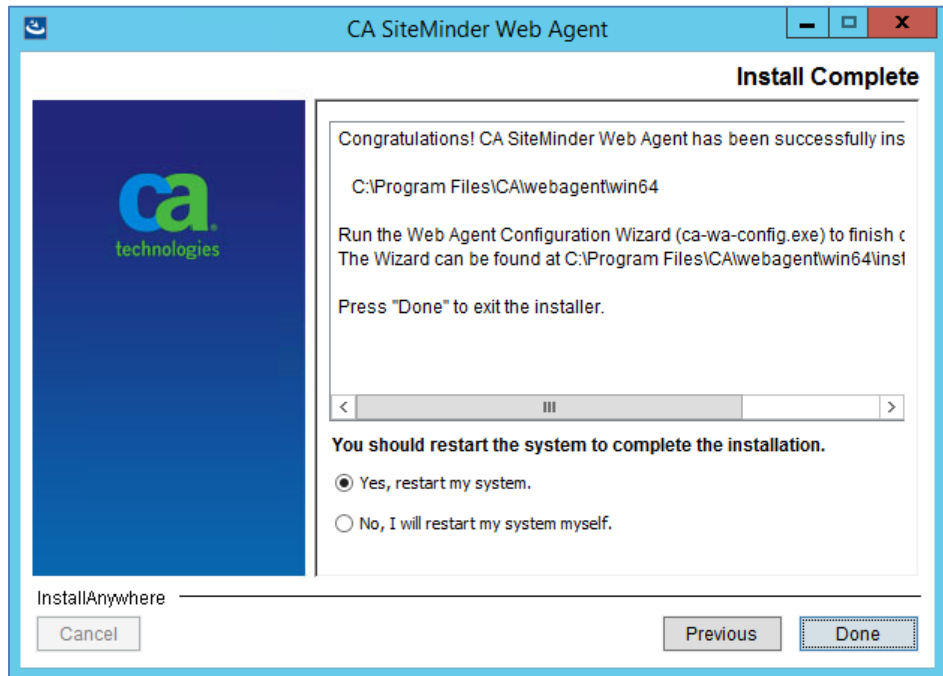 CA SiteMinder Web Agent
Install Complete
ca
technologies
Congratulations! CA SiteMinder Web Agent has been successfully ins
C:\Program Files\CA\webagent\win64
Run the Web Agent Configuration Wizard (ca-wa-config.exe) to finish c
The Wizard can be found at C:\Program Files\CA\webagent\win64\inst
Press "Done" to exit the installer.
You should restart the system to complete the installation.
Yes, restart my system.
No, I will restart my system myself.
InstallAnywhere
Cancel
Previous
Done